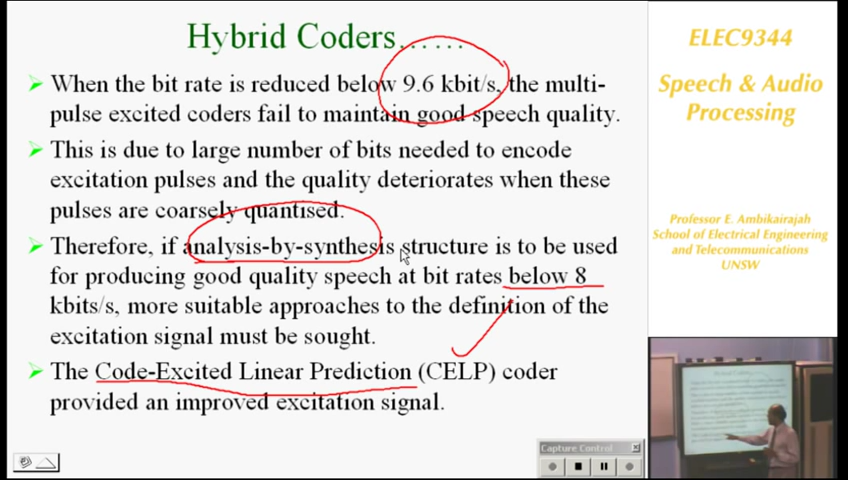 Hybrid Coders……
When the bit rate is reduced below 9.6 kbit/s, the multi-
pulse excited coders fail to maintain good speech quality.
This is due to large number of bits needed to encode
excitation pulses and the quality deteriorates when these
pulses are coarsely quantised.
Therefore, if analysis-by-synthesis structure is to be used
for producing good quality speech at bit rates below 8
kbits/s, more suitable approaches to the definition of the
excitation signal must be sought.
The Code-Excited Linear Prediction (CELP) coder
provided an improved excitation signal.
ELEC9344
Speech & Audio
Processing
Professor E. Ambikairajah
School of Electrical Engineering
and Telecommunications
UNSW
Capture Control